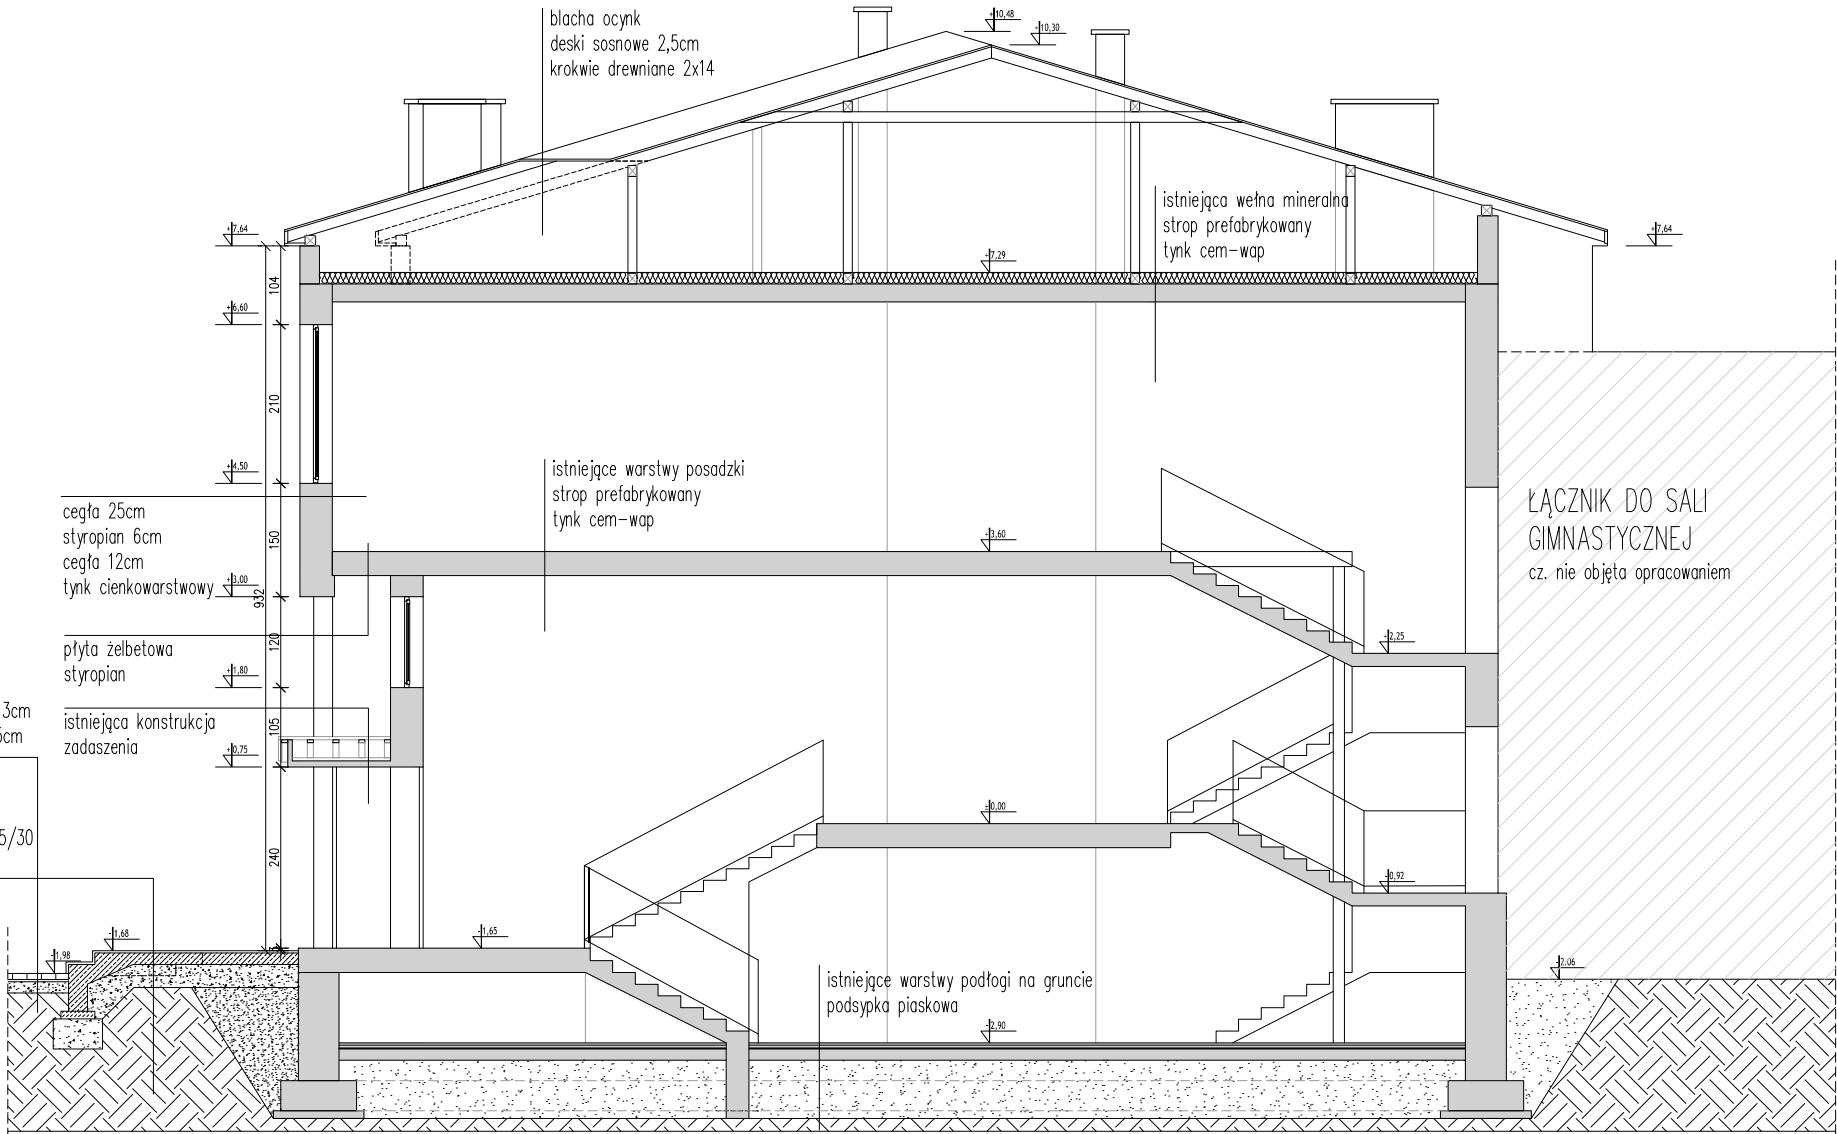 blacha ocynk
deski sosnowe 2,5cm
krokwie drewniane 2x14
+10,48
+10,30
istniejąca wełna mineralna
strop prefabrykowany
tynk cem-wap
+7,64
+7,64
+7,29
104
+6,60
210
+4,50
istniejące warstwy posadzki
strop prefabrykowany
tynk cem-wap
cegła 25cm
styropian 6cm
cegła 12cm
tynk cienkowarstwowy
150
+3,60
+3,00
932
ŁĄCZNIK DO SALI
GIMNASTYCZNEJ
cz. nie objęta opracowaniem
120
+2,25
płyta żelbetowa
styropian
+1,80
3cm
istniejąca konstrukcja
zadaszenia
105
+0,75
±0,00
5/30
240
-0,92
-1,68
-1,65
-1,98
-2.06
istniejące warstwy podłogi na gruncie
podsypka piaskowa
-2,90